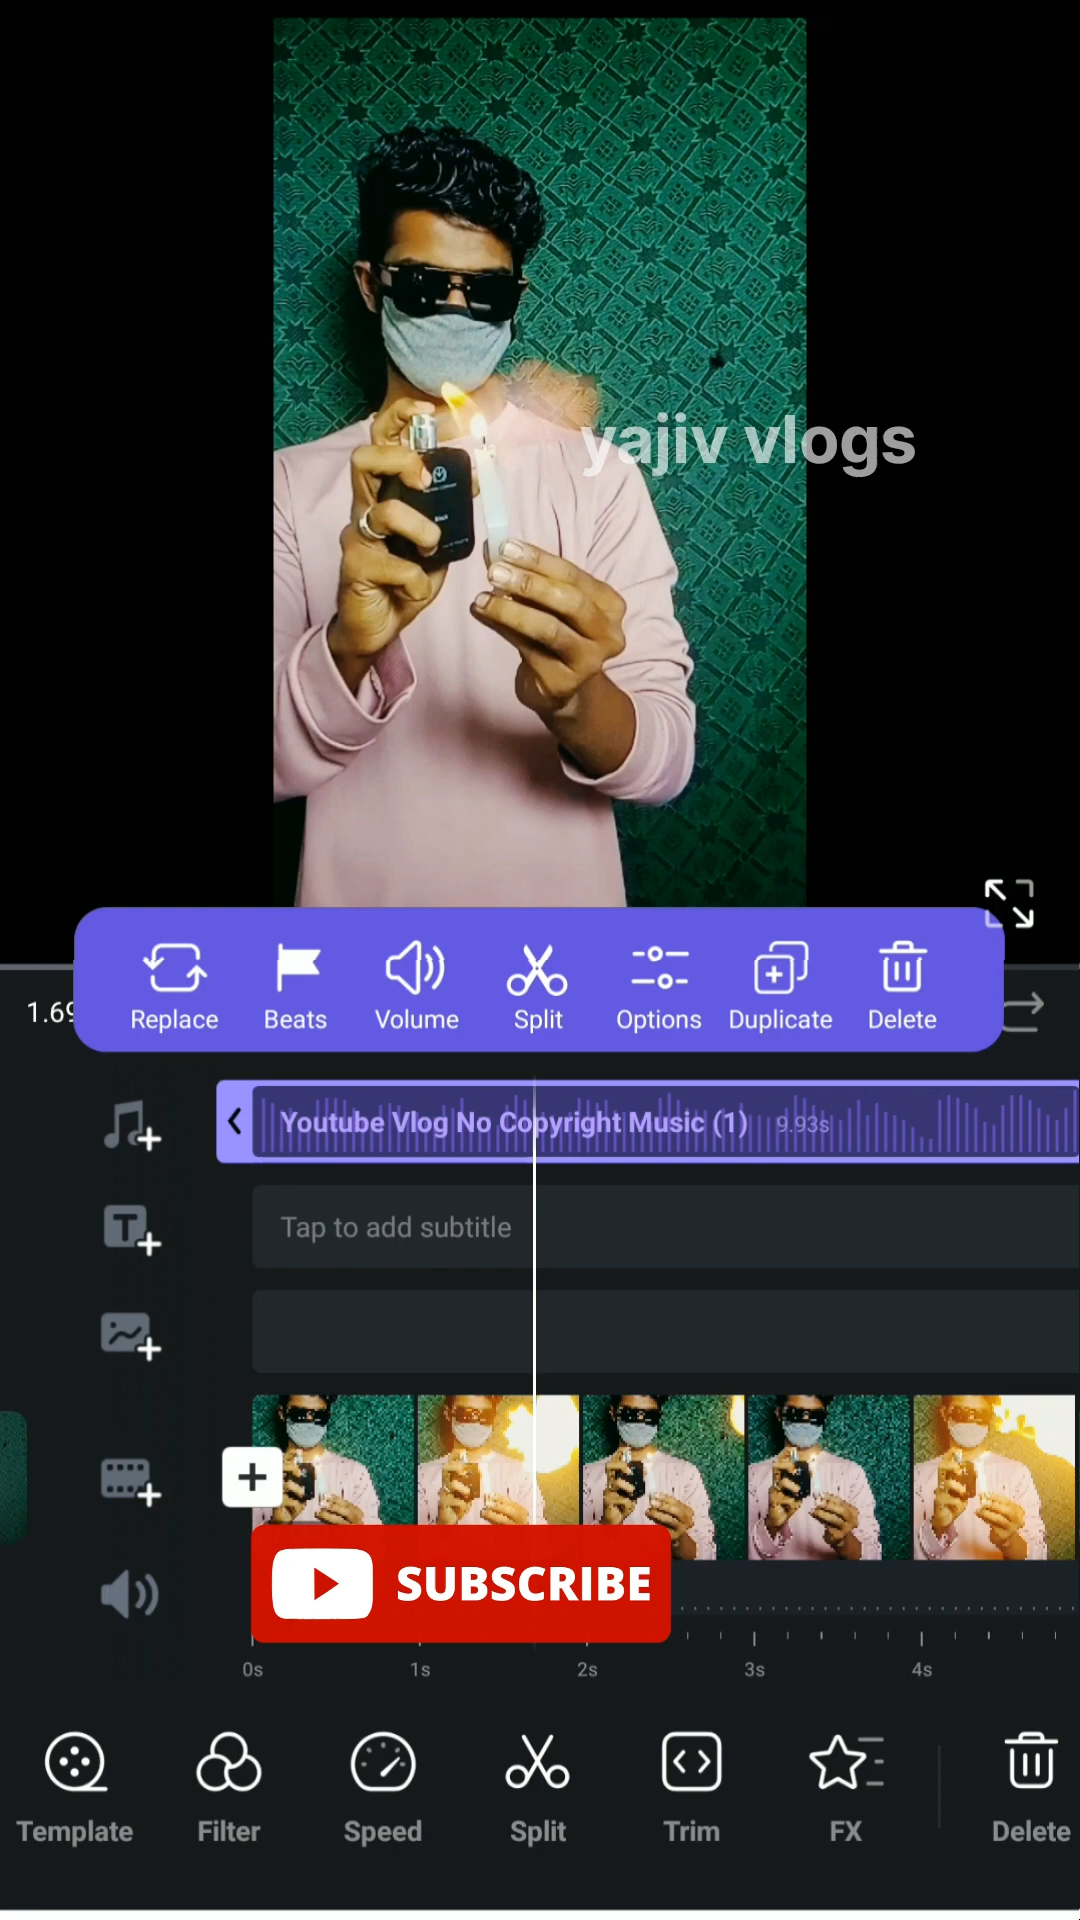 yajiv vlogs
Replace
Beats
Volume
Split
Options
Duplicate
Delete
1.69
Youtube Vlog No Copyright Music (1) 9.93s
Tap to add subtitle
SUBSCRIBE
0s
1s
2s
3s
4s
Template
Filter
Speed
Split
Trim
FX
Delete